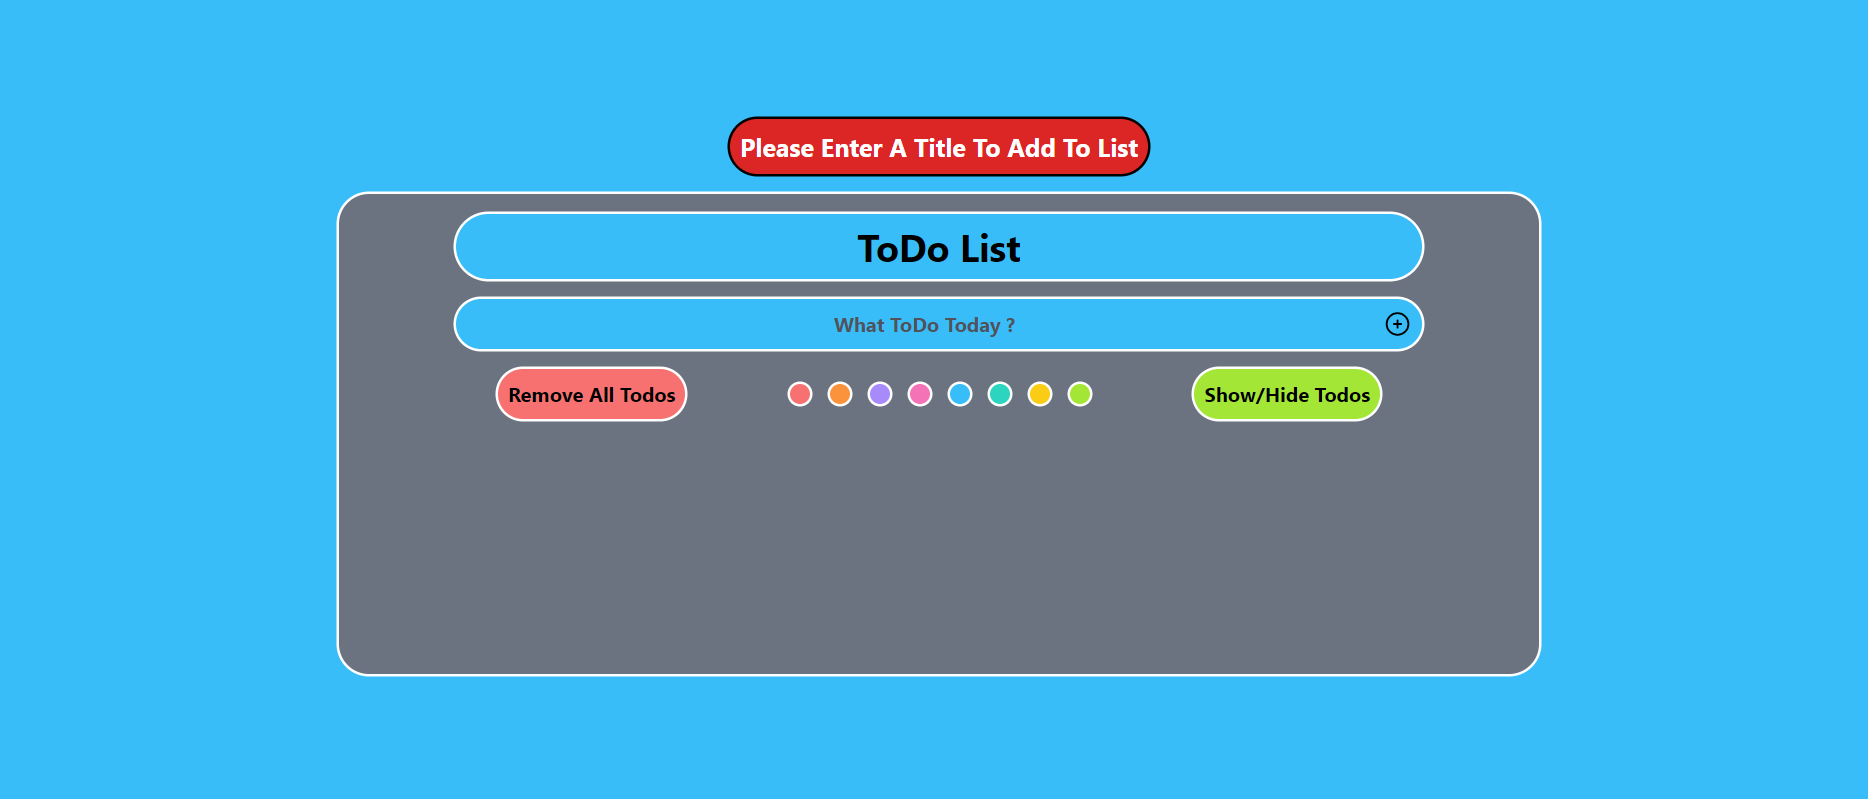 Please Enter A Title To Add To List
ToDo List
What ToDo Today ?
Remove All Todos
Show/Hide Todos